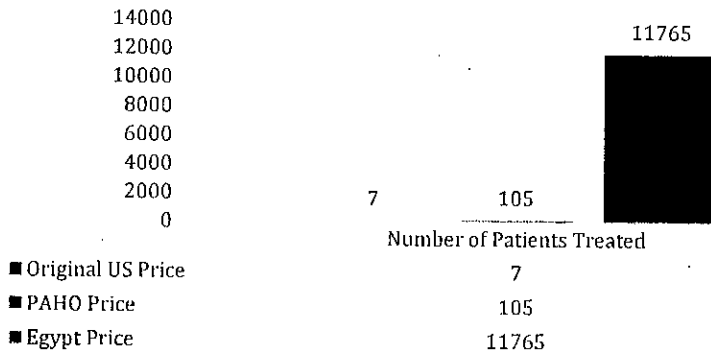 14000
12000
10000
8000
6000
4000
2000
0
11765
7
105
Number of Patients Treated
Original US Price 7
PAHO Price 105
Egypt Price 11765